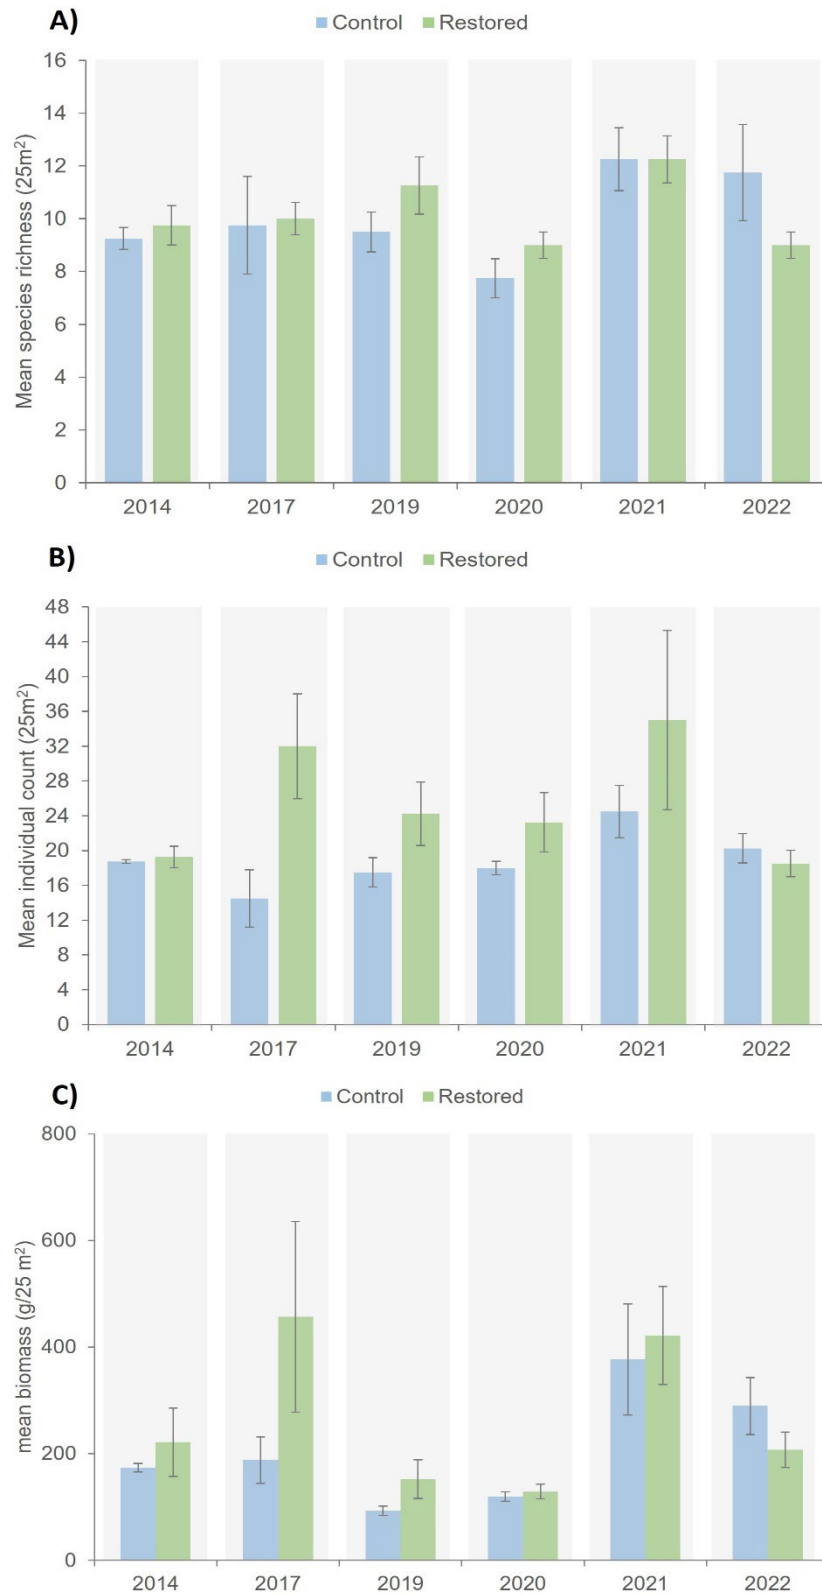 A)
Control Restored
Mean species richness (25m²)
16
14
12
10
8
6
4
2
0
2014 2017 2019 2020 2021 2022
B)
Control Restored
Mean individual count (25m²)
48
44
40
36
32
28
24
20
16
12
8
4
0
2014 2017 2019 2020 2021 2022
C)
Control Restored
mean biomass (g/25 m²)
800
600
400
200
0
2014 2017 2019 2020 2021 2022